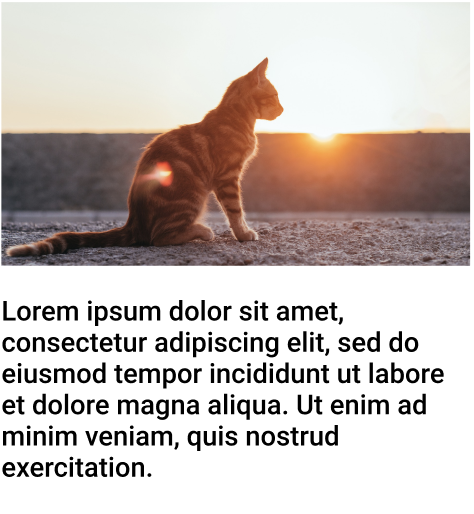 Lorem ipsum dolor sit amet,
consectetur adipiscing elit, sed do
eiusmod tempor incididunt ut labore
et dolore magna aliqua. Ut enim ad
minim veniam, quis nostrud
exercitation.